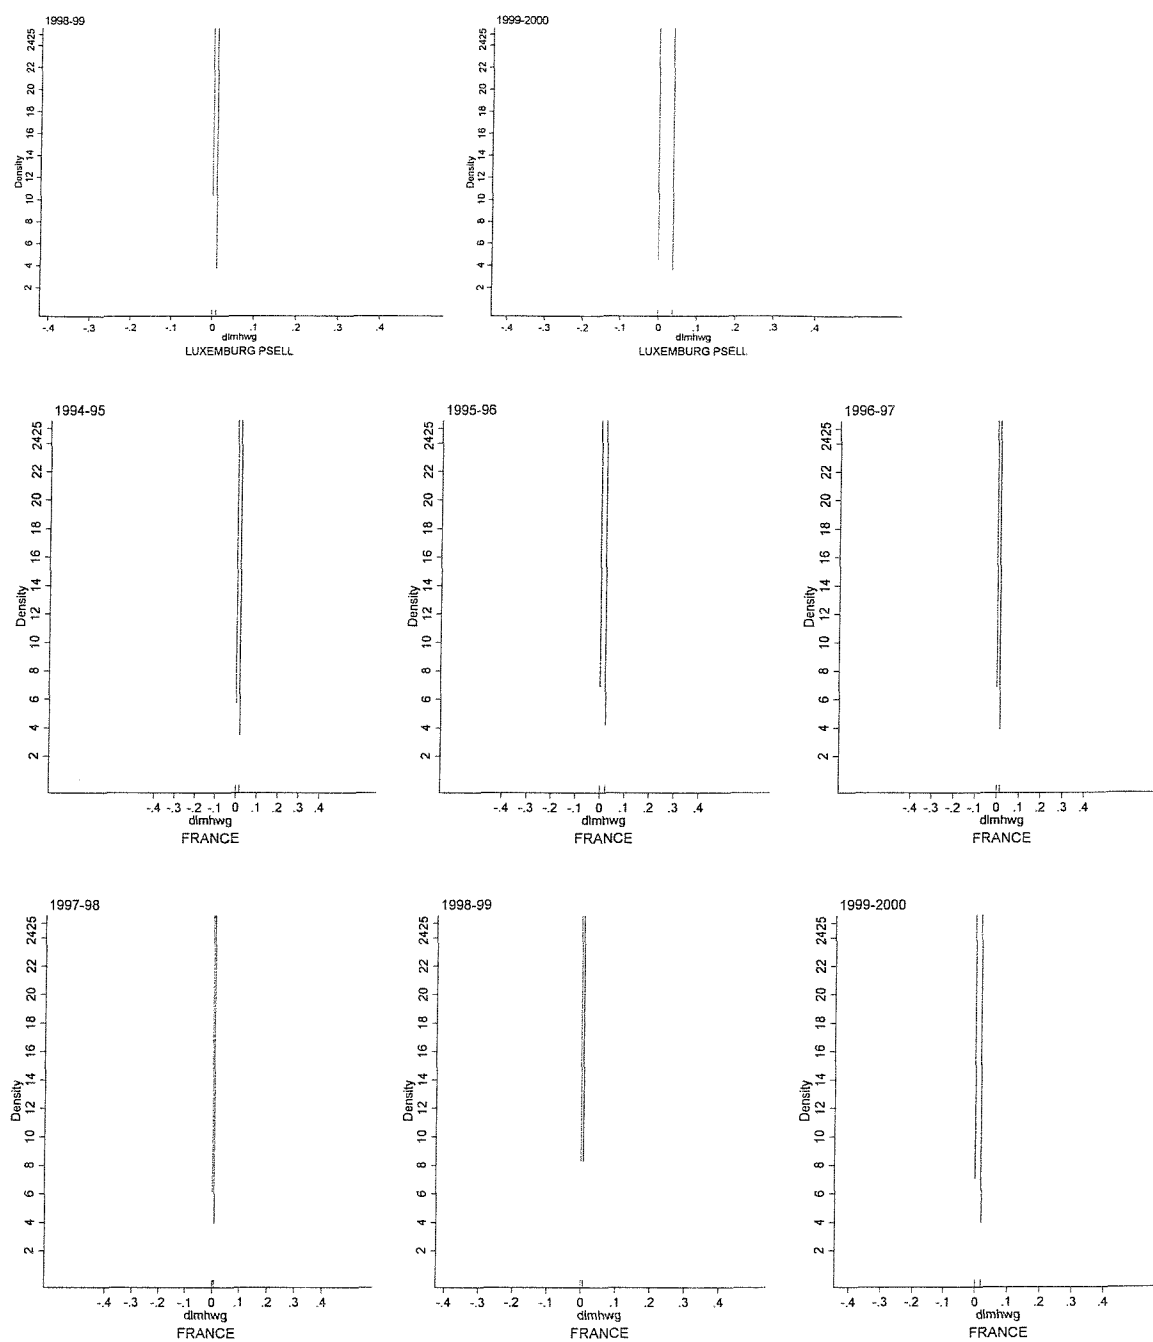 1998-99
Density
2 4 6 8 10 12 14 16 18 20 22 2425
-.4 -.3 -.2 -.1 0 .1 .2 .3 .4
dlmhwg
LUXEMBURG PSELL
1999-2000
Density
2 4 6 8 10 12 14 16 18 20 22 2425
-.4 -.3 -.2 -.1 0 .1 .2 .3 .4
dlmhwg
LUXEMBURG PSELL
1994-95
Density
2 4 6 8 10 12 14 16 18 20 22 2425
-.4 -.3 -.2 -.1 0 .1 .2 .3 .4
dlmhwg
FRANCE
1995-96
Density
2 4 6 8 10 12 14 16 18 20 22 2425
-.4 -.3 -.2 -.1 0 .1 .2 .3 .4
dlmhwg
FRANCE
1996-97
Density
2 4 6 8 10 12 14 16 18 20 22 2425
-.4 -.3 -.2 -.1 0 .1 .2 .3 .4
dlmhwg
FRANCE
1997-98
Density
2 4 6 8 10 12 14 16 18 20 22 2425
-.4 -.3 -.2 -.1 0 .1 .2 .3 .4
dlmhwg
FRANCE
1998-99
Density
2 4 6 8 10 12 14 16 18 20 22 2425
-.4 -.3 -.2 -.1 0 .1 .2 .3 .4
dlmhwg
FRANCE
1999-2000
Density
2 4 6 8 10 12 14 16 18 20 22 2425
-.4 -.3 -.2 -.1 0 .1 .2 .3 .4
dlmhwg
FRANCE